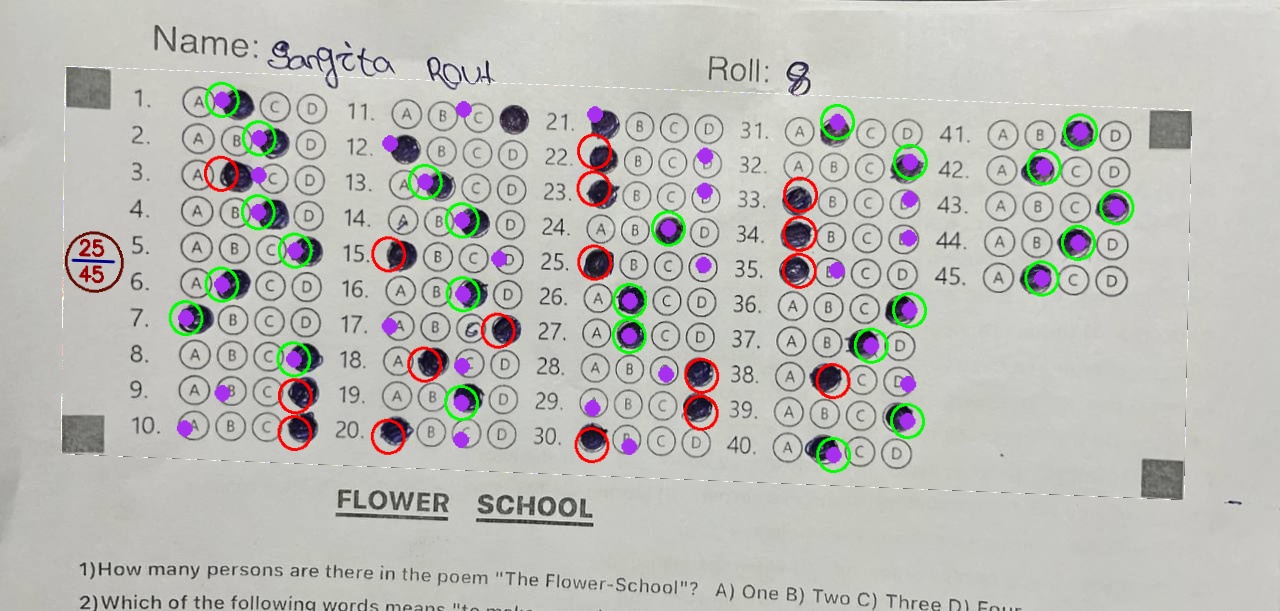 Name: Sangita Rout Roll: 8
1. A C D 11. A B C 21. B C D 31. A C D 41. A B D
2. A B D 12. B C D 22. B C D 32. A B C 42. A C D
3. A C D 13. A C D 23. B C 33. B C 43. A B C
4. A B D 14. A B D 24. A B D 34. B C 44. A B D
25
45
5. A B C 15. B C D 25. B C 35. B C D 45. A C D
6. A C D 16. A B D 26. A C D 36. A B C
7. B C D 17. A B 27. A C D 37. A B D
8. A B C 18. A C D 28. A B 38. A C D
9. A B C 19. A B D 29. B C 39. A B C
10. A B C 20. B C D 30. B C D 40. A C D
FLOWER SCHOOL
1)How many persons are there in the poem "The Flower-School"? A) One B) Two C) Three D) Four
2)Which of the following words means "to